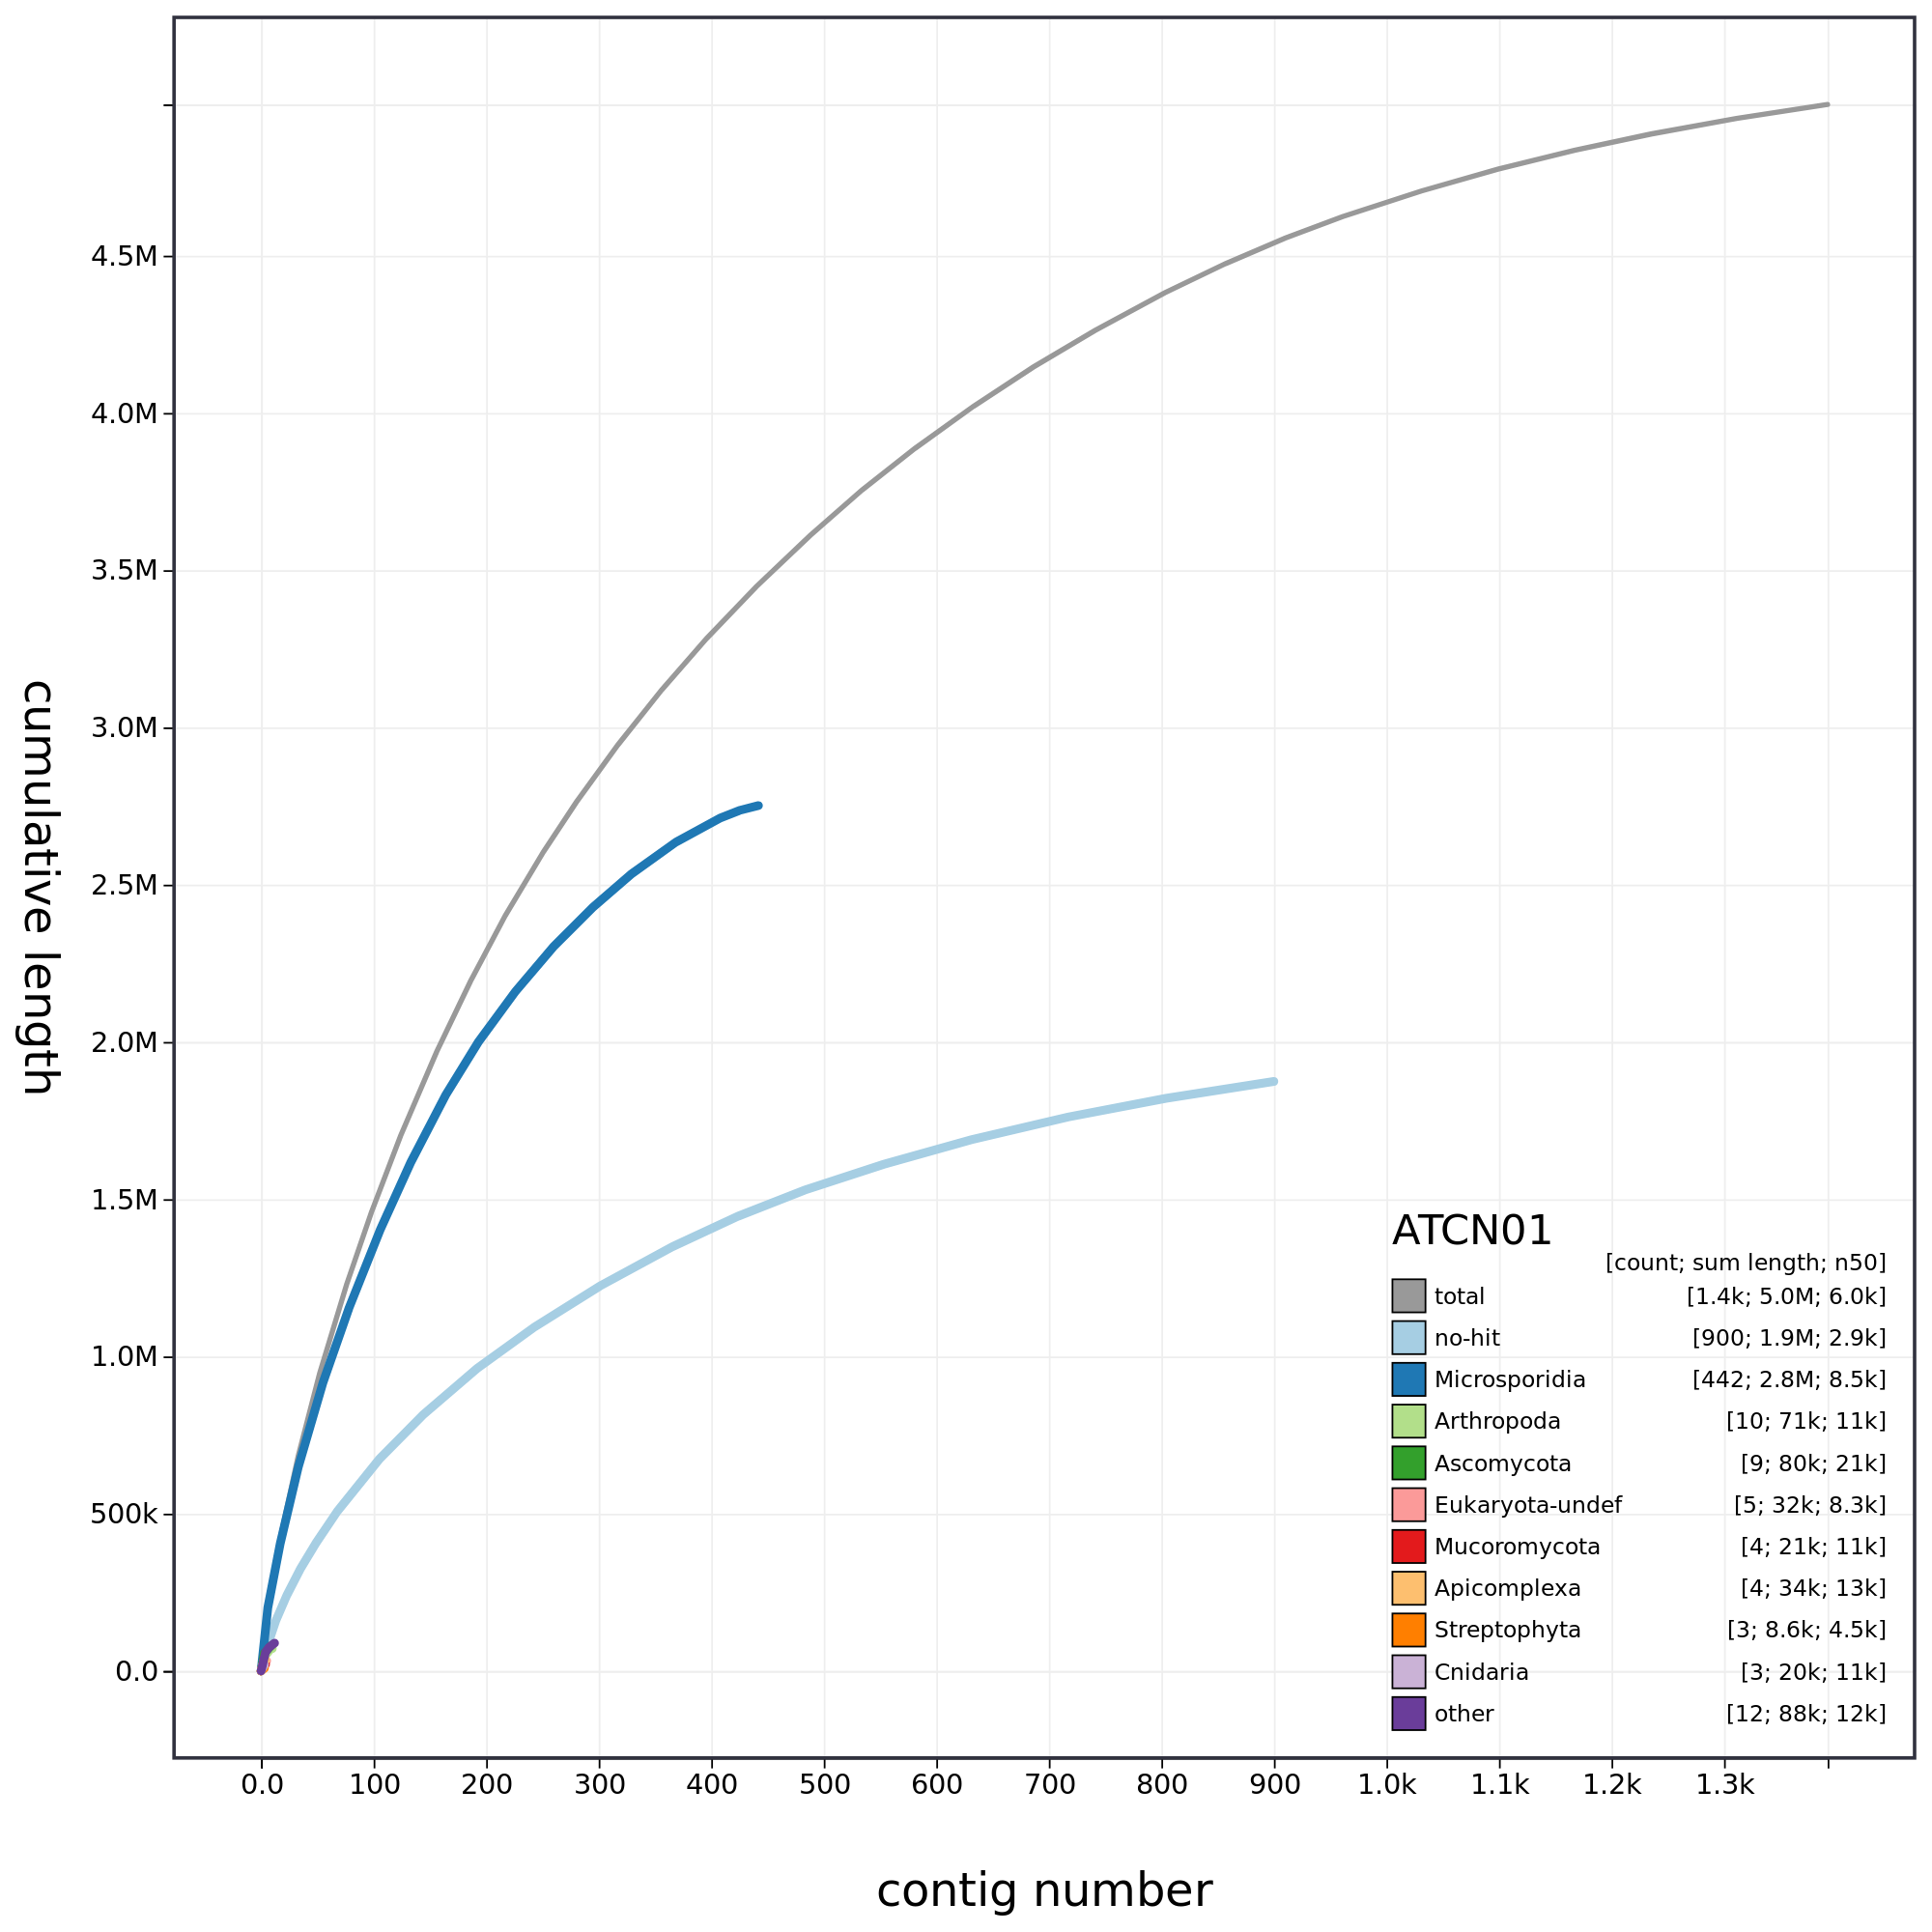 cumulative length
4.5M
4.0M
3.5M
3.0M
2.5M
2.0M
1.5M
1.0M
500k
0.0
ATCN01
[count; sum length; n50]
total [1.4k; 5.0M; 6.0k]
no-hit [900; 1.9M; 2.9k]
Microsporidia [442; 2.8M; 8.5k]
Arthropoda [10; 71k; 11k]
Ascomycota [9; 80k; 21k]
Eukaryota-undef [5; 32k; 8.3k]
Mucoromycota [4; 21k; 11k]
Apicomplexa [4; 34k; 13k]
Streptophyta [3; 8.6k; 4.5k]
Cnidaria [3; 20k; 11k]
other [12; 88k; 12k]
0.0 100 200 300 400 500 600 700 800 900 1.0k 1.1k 1.2k 1.3k
contig number